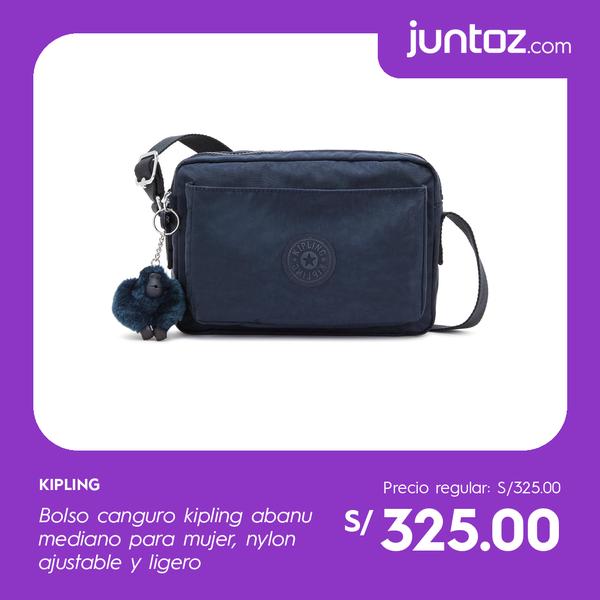 juntoz.com
KIPLING
KIPLING
KIPLING
Bolso canguro kipling abanu
mediano para mujer, nylon
ajustable y ligero
Precio regular: S/325.00
S/ 325.00